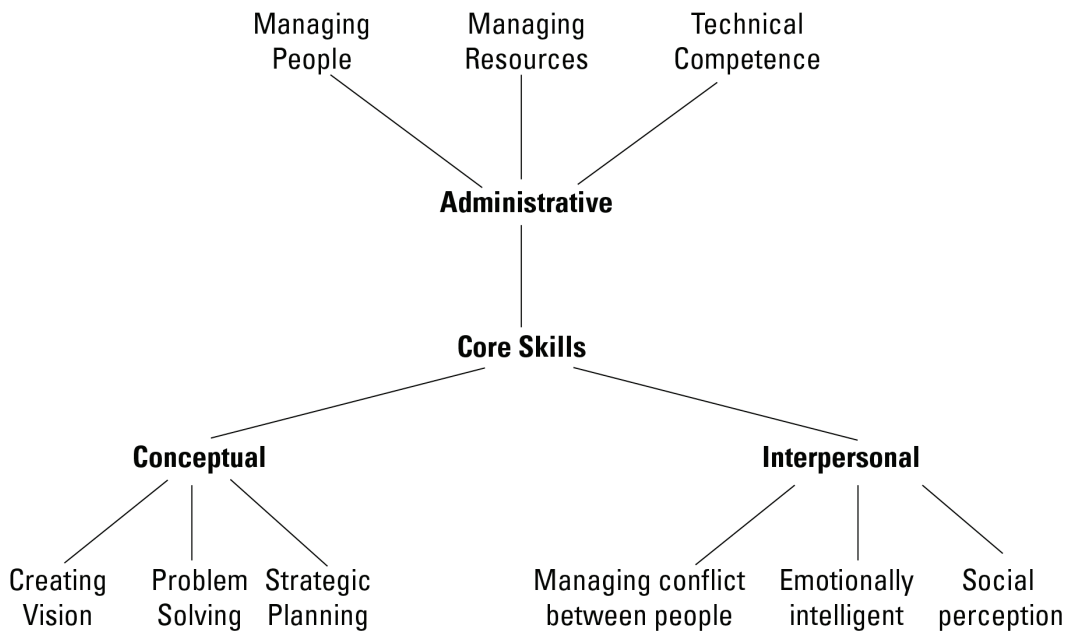 Managing
People
Managing
Resources
Technical
Competence
Administrative
Core Skills
Conceptual
Interpersonal
Creating
Vision
Problem
Solving
Strategic
Planning
Managing conflict
between people
Emotionally
intelligent
Social
perception